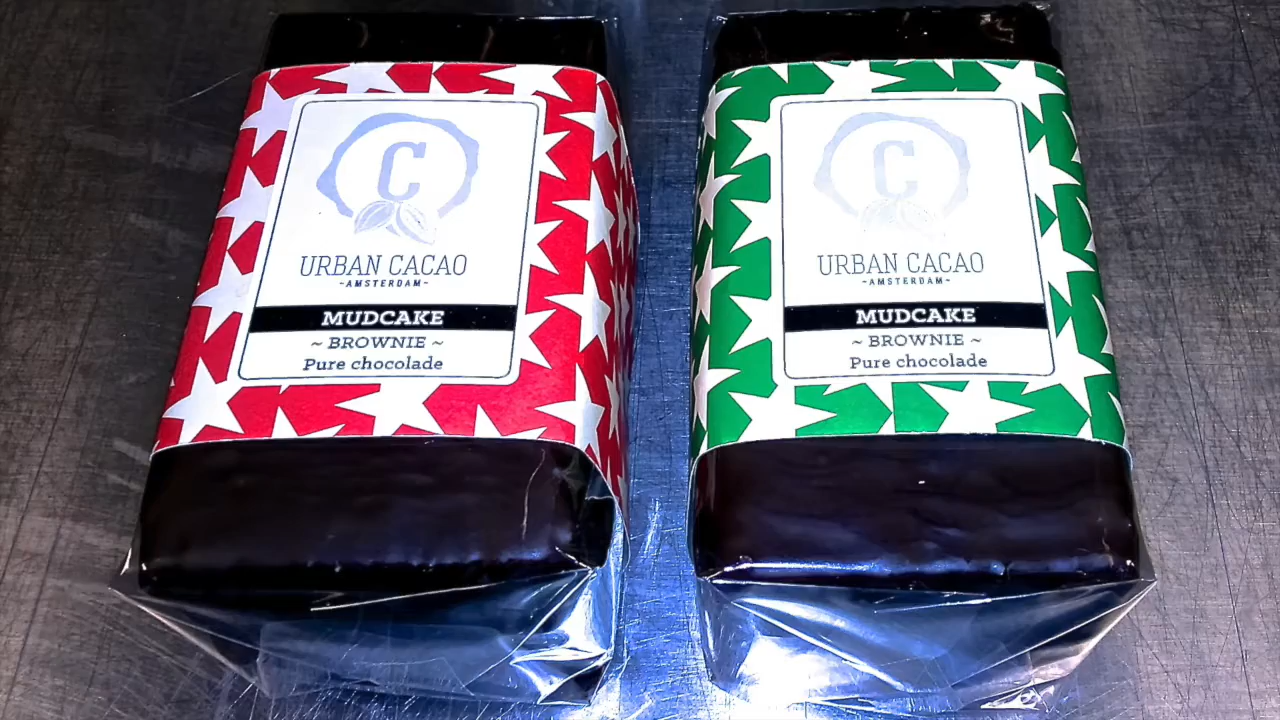 C
URBAN CACAO
-AMSTERDAM-
MUDCAKE
~ BROWNIE ~
Pure chocolade
C
URBAN CACAO
-AMSTERDAM-
MUDCAKE
~ BROWNIE ~
Pure chocolade